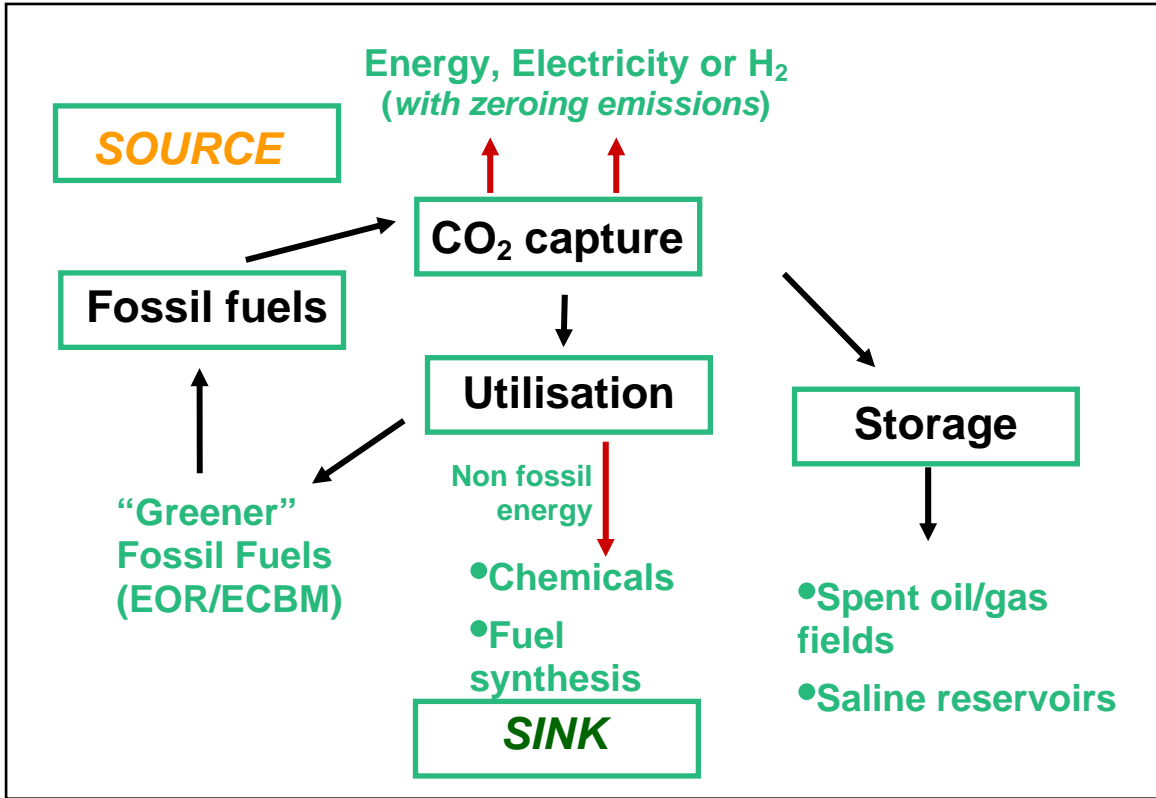 Energy, Electricity or H₂
(with zeroing emissions)
SOURCE
CO₂ capture
Fossil fuels
Utilisation
Storage
Non fossil
energy
“Greener”
Fossil Fuels
(EOR/ECBM)
•Chemicals
•Fuel
synthesis
•Spent oil/gas
fields
•Saline reservoirs
SINK